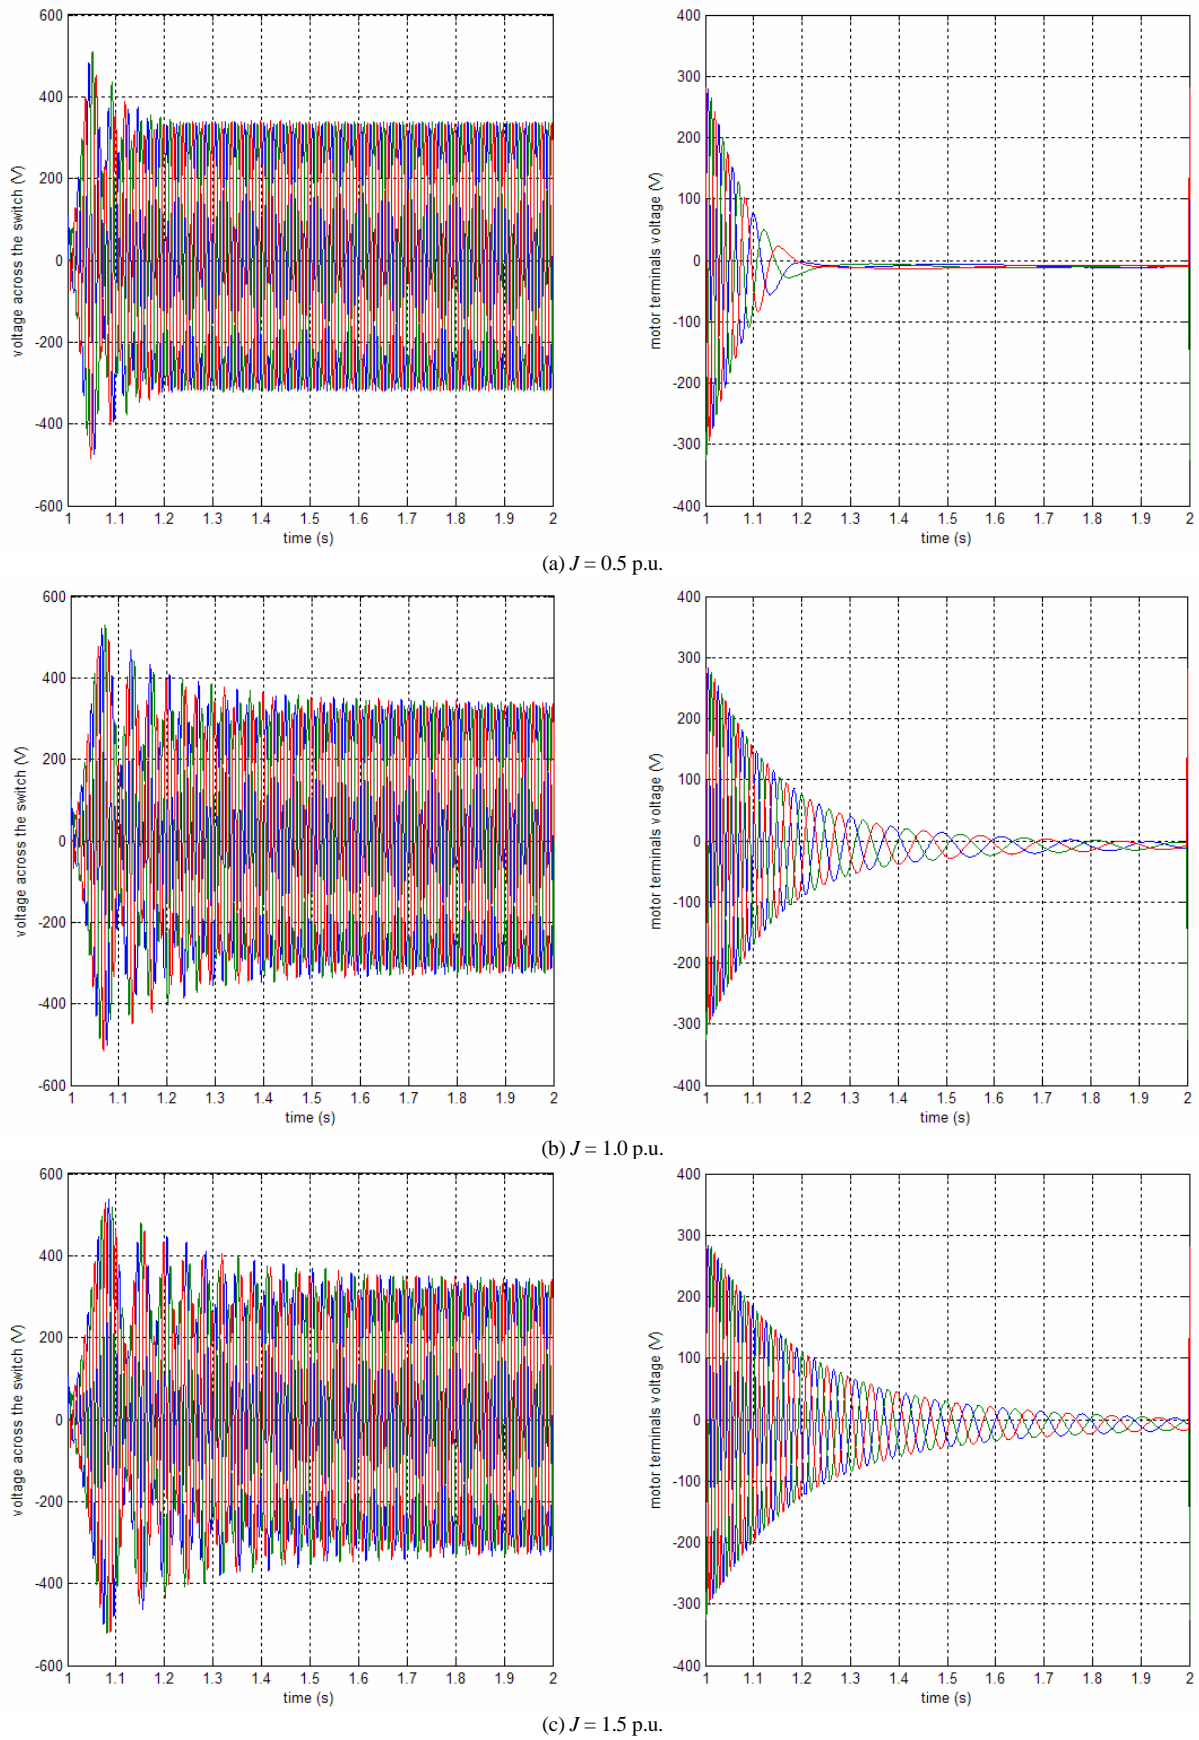 600
400
200
0
-200
-400
-600
voltage across the switch (V)
1 1.1 1.2 1.3 1.4 1.5 1.6 1.7 1.8 1.9 2
time (s)
400
300
200
100
0
-100
-200
-300
-400
motor terminals voltage (V)
1 1.1 1.2 1.3 1.4 1.5 1.6 1.7 1.8 1.9 2
time (s)
(a) J = 0.5 p.u.
600
400
200
0
-200
-400
-600
voltage across the switch (V)
1 1.1 1.2 1.3 1.4 1.5 1.6 1.7 1.8 1.9 2
time (s)
400
300
200
100
0
-100
-200
-300
-400
motor terminals voltage (V)
1 1.1 1.2 1.3 1.4 1.5 1.6 1.7 1.8 1.9 2
time (s)
(b) J = 1.0 p.u.
600
400
200
0
-200
-400
-600
voltage across the switch (V)
1 1.1 1.2 1.3 1.4 1.5 1.6 1.7 1.8 1.9 2
time (s)
400
300
200
100
0
-100
-200
-300
-400
motor terminals voltage (V)
1 1.1 1.2 1.3 1.4 1.5 1.6 1.7 1.8 1.9 2
time (s)
(c) J = 1.5 p.u.